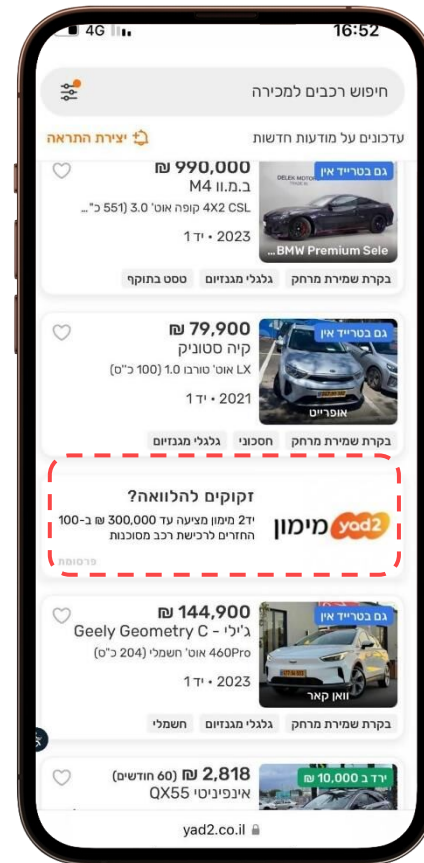 4G
16:52
חיפוש רכבים למכירה
עדכונים על מודעות חדשות
יצירת התראה
גם בטרייד אין
990,000 ₪
ב.מ.וו M4
4X2 CSL קופה אוט' 3.0 (551 כ"...
2023 • יד 1
DELEK MOTORS
BMW Premium Sele...
בקרת שמירת מרחק
גלגלי מגנזיום
טסט בתוקף
גם בטרייד אין
79,900 ₪
קיה סטוניק
LX אוט' טורבו 1.0 (100 כ"ס)
2021 • יד 1
אופרייט
בקרת שמירת מרחק
חסכוני
גלגלי מגנזיום
yad2 מימון
זקוקים להלוואה?
יד2 מימון מציעה עד 300,000 ₪ ב-100
החזרים לרכישת רכב מסוכנות
פרסומת
גם בטרייד אין
144,900 ₪
ג'ילי - Geely Geometry C
460Pro אוט' חשמלי (204 כ"ס)
2023 • יד 1
וואן קאר
בקרת שמירת מרחק
גלגלי מגנזיום
חשמלי
ירד ב 10,000 ₪
2,818 ₪ (60 חודשים)
אינפיניטי QX55
yad2.co.il